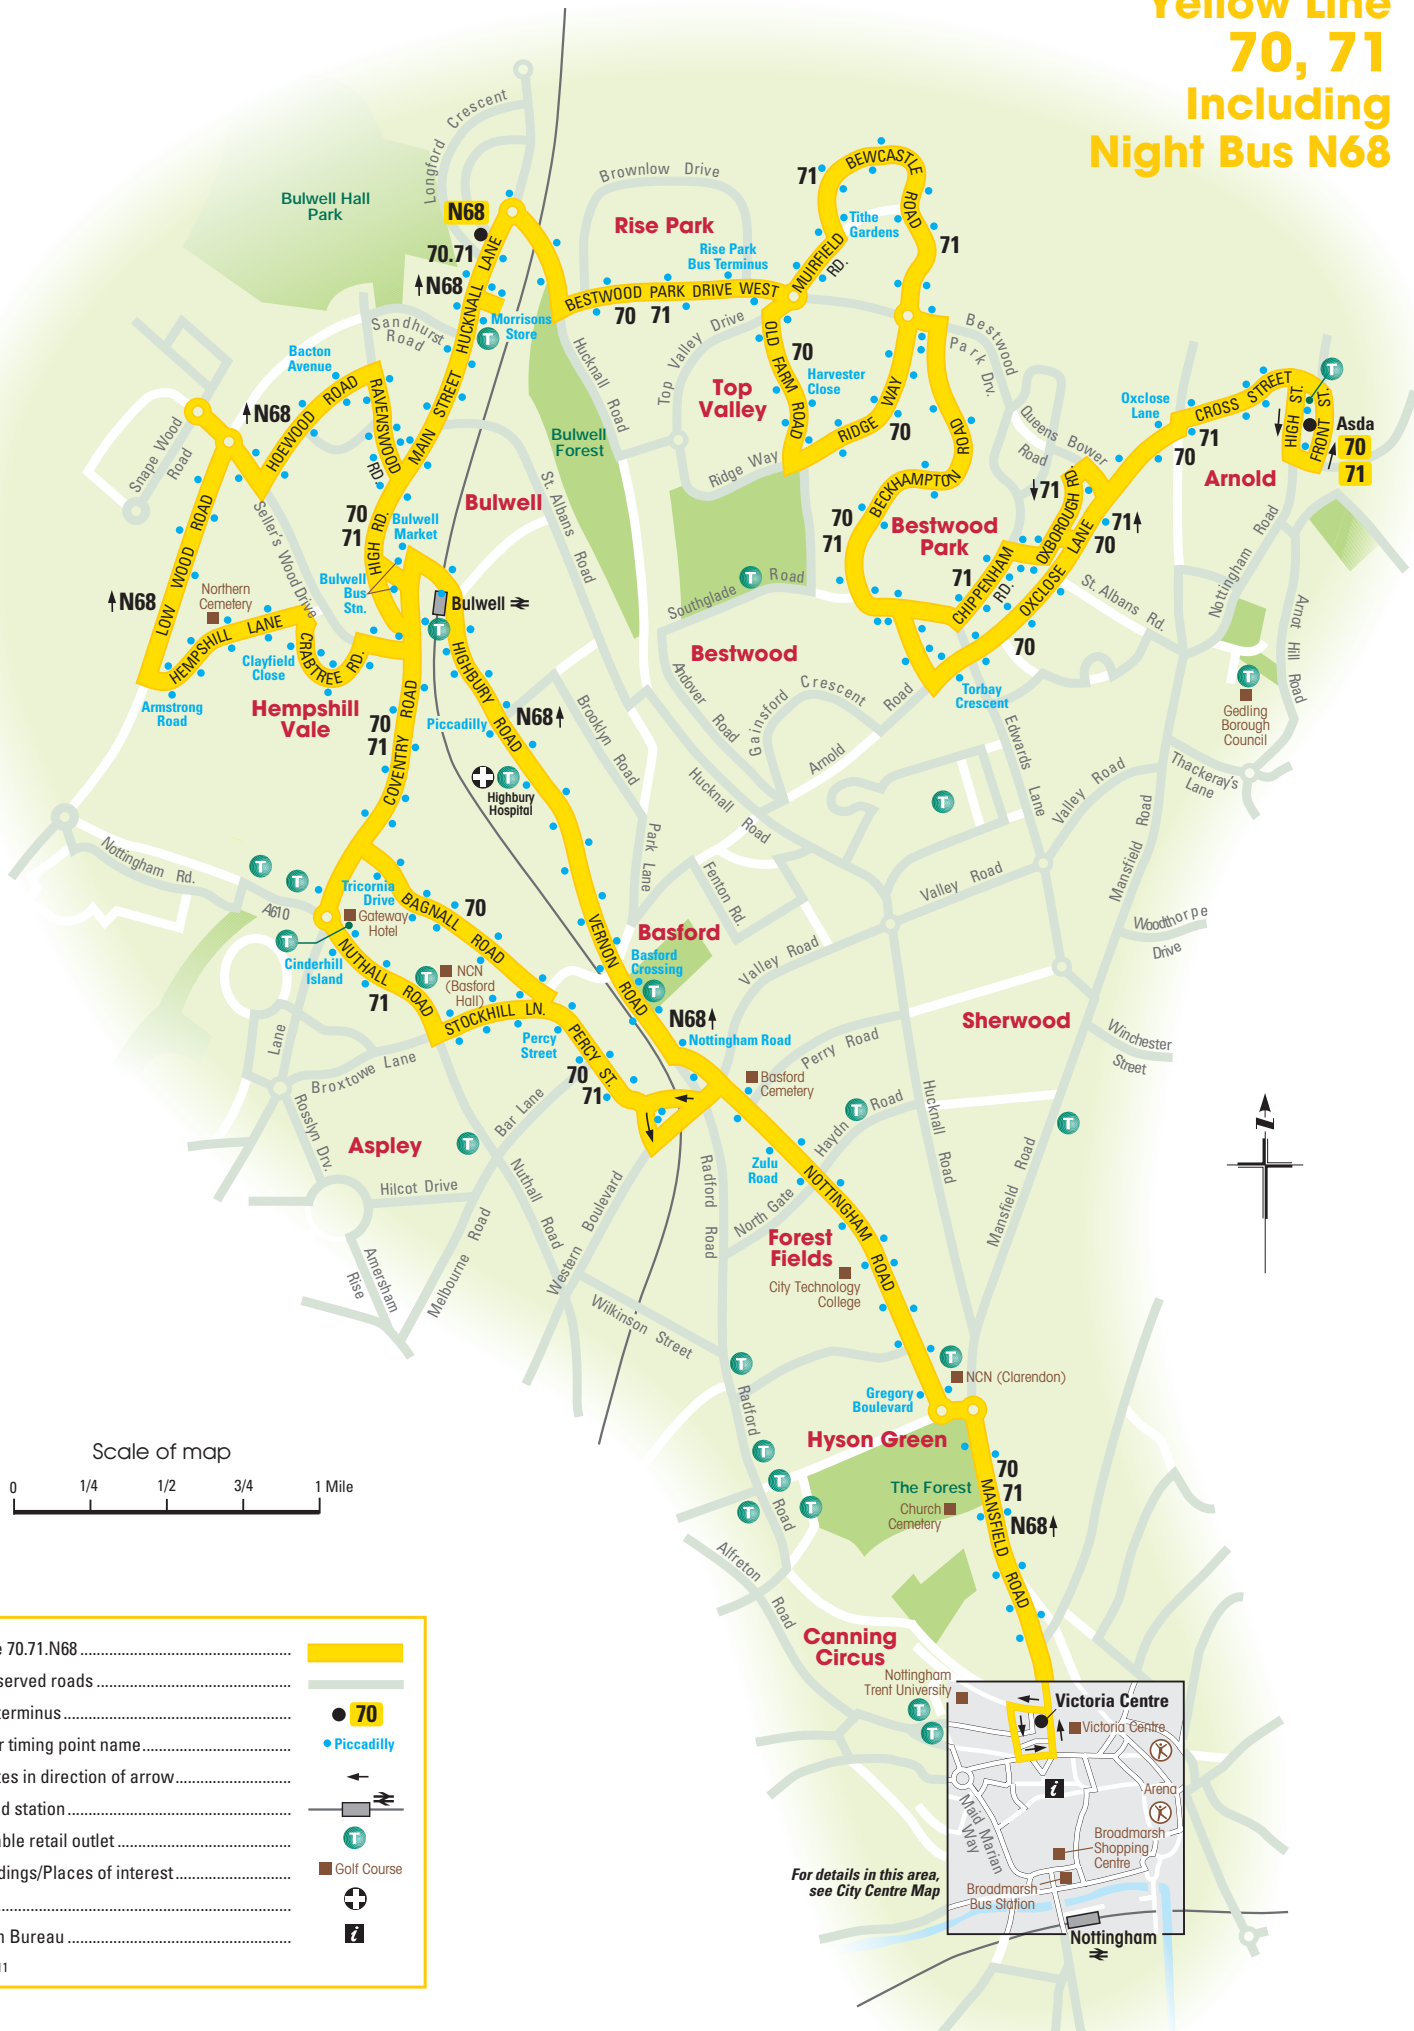 Yellow Line
70, 71
Including
Night Bus N68
Longford Crescent
Bulwell Hall
Park
N68
70.71
N68
HUCKNALL LANE
Brownlow Drive
Rise Park
Rise Park
Bus Terminus
BESTWOOD PARK DRIVE WEST
70 71
71
BEWCASTLE
ROAD
71
Tithe
Gardens
MUIRFIELD
RD.
Morrisons
Store
Sandhurst
Road
Bacton
Avenue
N68
HOEWOOD ROAD
RAVENSWOOD
RD.
MAIN STREET
Hucknall Road
Top Valley Drive
OLD FARM ROAD
70
Harvester
Close
Top
Valley
RIDGE WAY
70
Ridge Way
Bestwood
Park Drv.
ROAD
BECKHAMPTON
Queens Bower
Road
Oxclose
Lane
CROSS STREET
71
70
HIGH ST.
FRONT ST.
Asda
70
71
Arnold
Snape Wood
Road
Bulwell
Forest
Bulwell
St. Albans Road
70
71
HIGH RD.
Bulwell
Market
Bulwell
Bus
Stn.
Bulwell
Seller's Wood Drive
LOW WOOD ROAD
N68
Northern
Cemetery
HEMPSHILL LANE
CRABTREE RD.
Clayfield
Close
Armstrong
Road
Hempshill
Vale
70
71
Bestwood
Park
71
OXBOROUGH RD.
71
CHIPPENHAM
RD.
OXCLOSE LANE
71
70
70
St. Albans Rd.
Nottingham Road
Arnot Hill Road
Southglade Road
Bestwood
Torbay
Crescent
Gedling
Borough
Council
Thackeray's
Lane
HIGHBURY ROAD
N68
Piccadilly
Highbury
Hospital
Brooklyn Road
Andover Road
Gainsford Crescent
Arnold Road
Edwards Lane
Hucknall Road
Valley Road
Mansfield Road
70
71
COVENTRY ROAD
Nottingham Rd.
A610
Tricornia
Drive
Gateway
Hotel
Cinderhill
Island
BAGNALL ROAD
70
NUTHALL ROAD
71
NCN
(Basford
Hall)
STOCKHILL LN.
Percy
Street
PERCY ST.
70
71
Park Lane
Fenton Rd.
VERNON ROAD
Basford
Basford
Crossing
N68
Valley Road
Valley Road
Woodthorpe
Drive
Sherwood
Winchester
Street
Nottingham Road
Perry Road
Basford
Cemetery
Lane
Broxtowe Lane
Rosslyn Drv.
Bar Lane
Aspley
Hilcot Drive
Nuthall Road
Western Boulevard
Melbourne Road
Amersham
Rise
Wilkinson Street
Radford Road
Zulu
Road
Haydn Road
North Gate
Hucknall Road
Mansfield Road
NOTTINGHAM ROAD
Forest
Fields
City Technology
College
Radford Road
NCN (Clarendon)
Gregory
Boulevard
Hyson Green
The Forest
Church
Cemetery
70
71
N68
MANSFIELD ROAD
Alfreton Road
Canning
Circus
Nottingham
Trent University
Victoria Centre
Victoria Centre
i
Arena
Maid Marian
Way
Broadmarsh
Shopping
Centre
Broadmarsh
Bus Station
Nottingham
For details in this area,
see City Centre Map
Scale of map
0 1/4 1/2 3/4 1 Mile
70.71.N68
served roads
terminus
70
timing point name
Piccadilly
in direction of arrow
station
retail outlet
T
Places of interest
Golf Course
Bureau
i